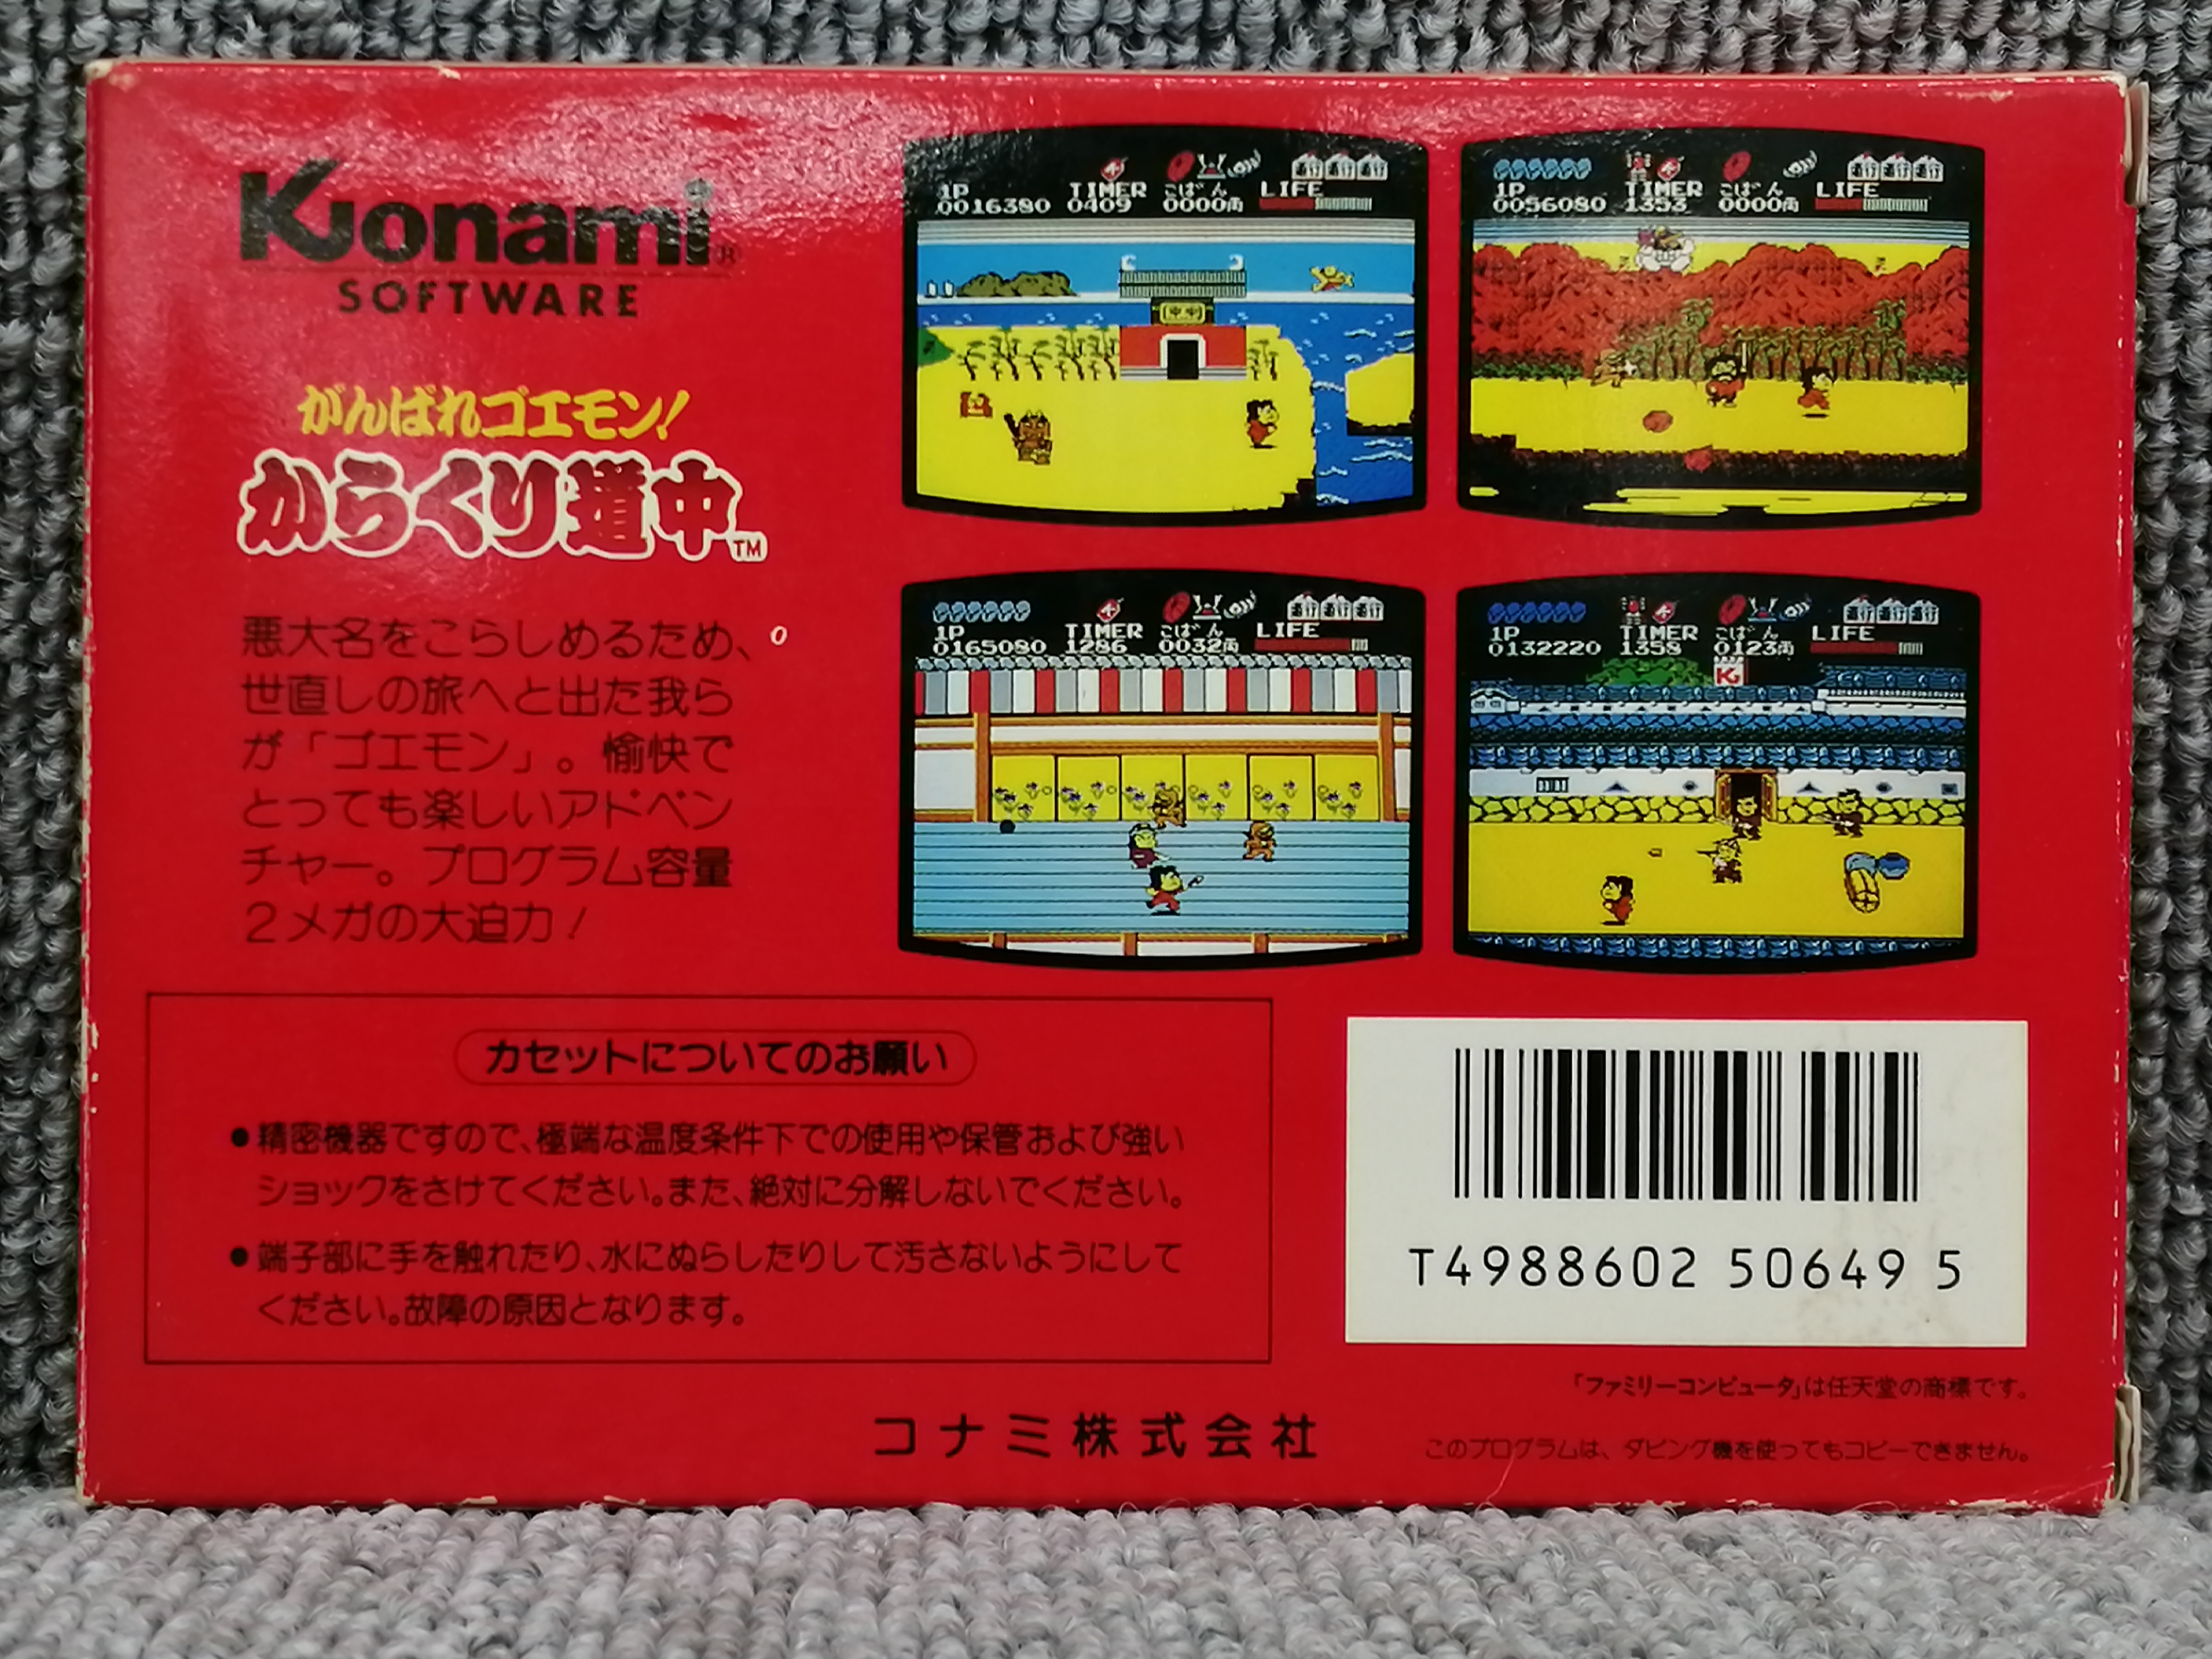 Konami®
SOFTWARE
がんばれゴエモン!
からくり道中™
悪大名をこらしめるため、
世直しの旅へと出た我ら
が「ゴエモン」。愉快で
とっても楽しいアドベン
チャー。プログラム容量
2メガの大迫力!
1P TIMER こばん LIFE
0016380 0409 0000両
1P TIMER こばん LIFE
0056080 1353 0000両
1P TIMER こばん LIFE
0165080 1286 0032両
1P TIMER こばん LIFE
0132220 1358 0123両
カセットについてのお願い
●精密機器ですので、極端な温度条件下での使用や保管および強い
ショックをさけてください。また、絶対に分解しないでください。
●端子部に手を触れたり、水にぬらしたりして汚さないようにして
ください。故障の原因となります。
T4988602 50649 5
「ファミリーコンピュータ」は任天堂の商標です。
コナミ株式会社
このプログラムは、ダビング機を使ってもコピーできません。